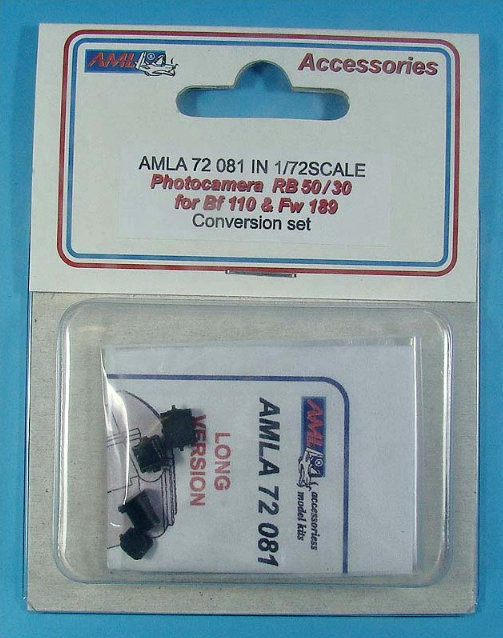 AML
Accessories
AMLA 72 081 IN 1/72SCALE
Photocamera RB 50/30
for Bf 110 & Fw 189
Conversion set
AML
accessoriess
model kits
AMLA 72 081
LONG
VERSION